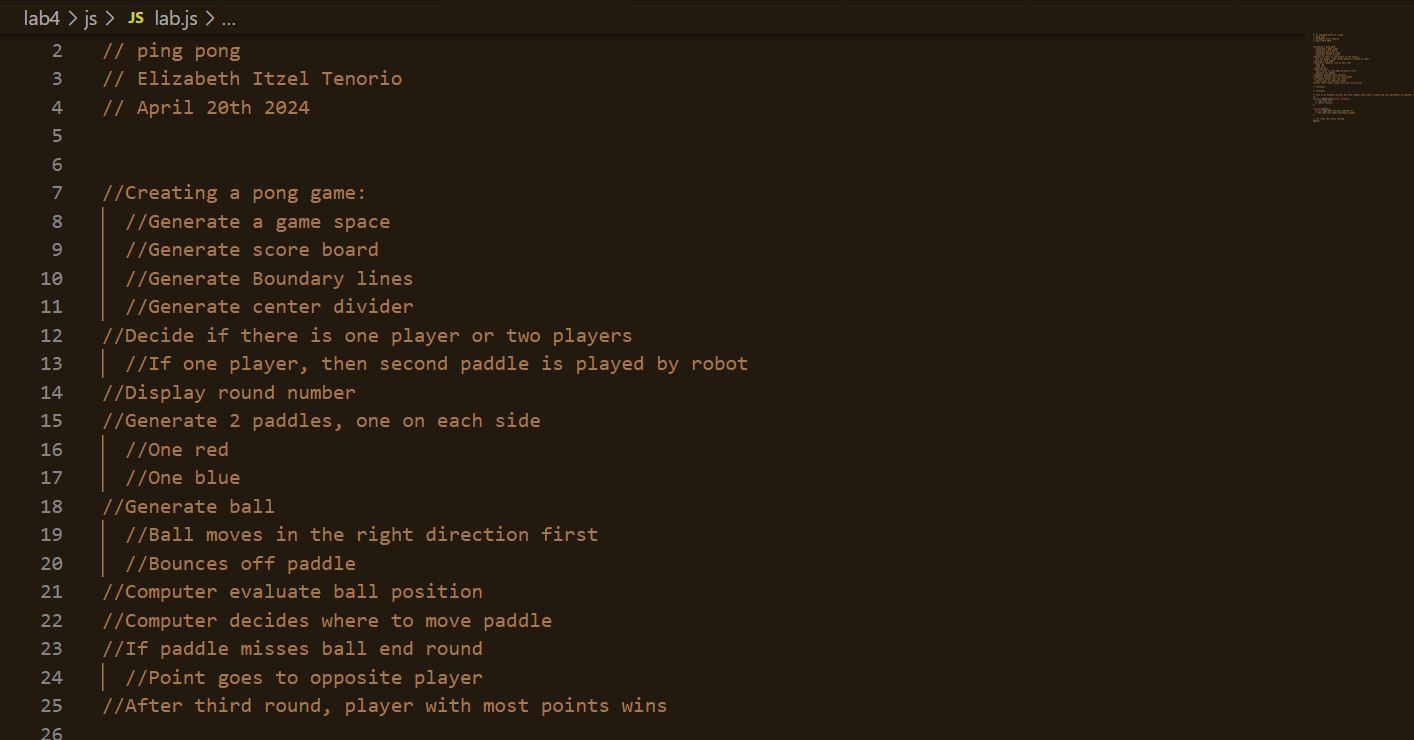 lab4 > js > JS lab.js > ...
2 // ping pong
3 // Elizabeth Itzel Tenorio
4 // April 20th 2024
5
6
7 //Creating a pong game:
8 //Generate a game space
9 //Generate score board
10 //Generate Boundary lines
11 //Generate center divider
12 //Decide if there is one player or two players
13 //If one player, then second paddle is played by robot
14 //Display round number
15 //Generate 2 paddles, one on each side
16 //One red
17 //One blue
18 //Generate ball
19 //Ball moves in the right direction first
20 //Bounces off paddle
21 //Computer evaluate ball position
22 //Computer decides where to move paddle
23 //If paddle misses ball end round
24 //Point goes to opposite player
25 //After third round, player with most points wins
26